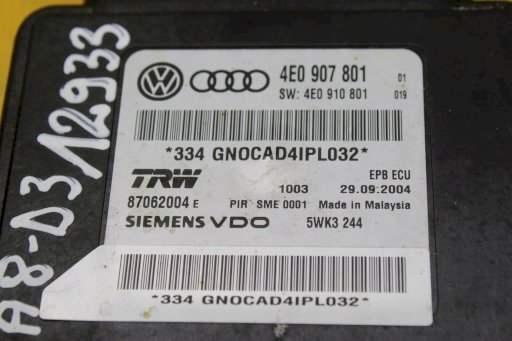 A8-D3 12933
4E0 907 801 01
SW: 4E0 910 801 019
*334 GNOCAD4IPL032*
TRW EPB ECU
1003 29.09.2004
87062004 E PIR SME 0001 Made in Malaysia
SIEMENS VDO 5WK3 244
*334 GNOCAD4IPL032*